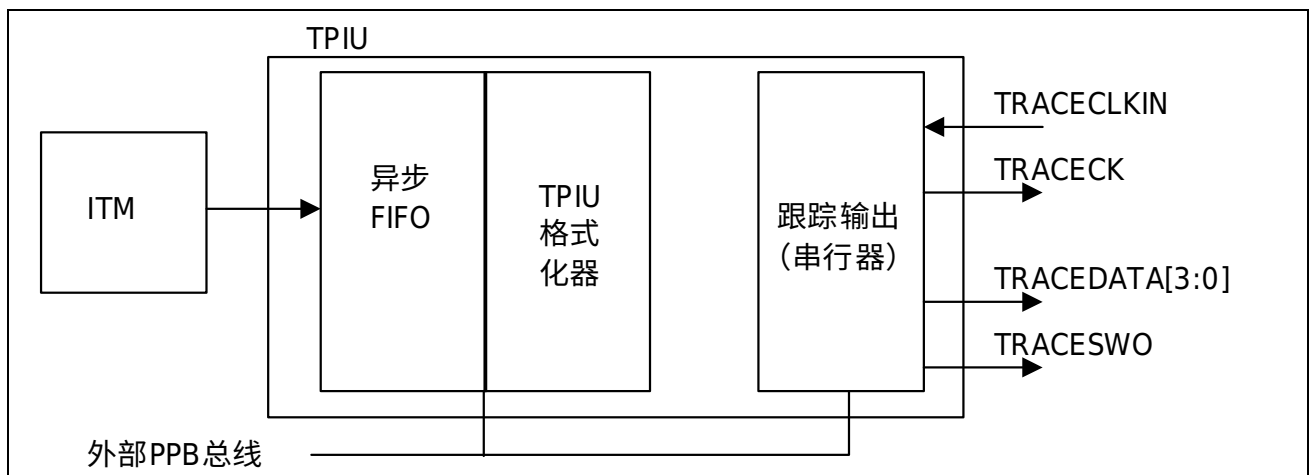 TPIU
ITM
异步
FIFO
TPIU
格式
化器
跟踪输出
（串行器）
TRACECLKIN
TRACECK
TRACEDATA[3:0]
TRACESWO
外部PPB总线